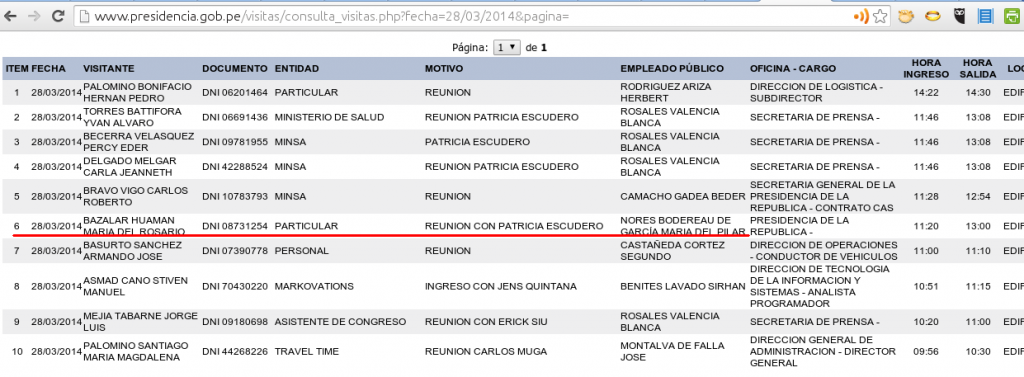 www.presidencia.gob.pe/visitas/consulta_visitas.php?fecha=28/03/2014&pagina=
Página: 1 de 1
ITEM FECHA VISITANTE DOCUMENTO ENTIDAD MOTIVO EMPLEADO PÚBLICO OFICINA - CARGO HORA INGRESO HORA SALIDA LOC
1 28/03/2014 PALOMINO BONIFACIO HERNAN PEDRO DNI 06201464 PARTICULAR REUNION RODRIGUEZ ARIZA HERBERT DIRECCION DE LOGISTICA - SUBDIRECTOR 14:22 14:30 EDIF
2 28/03/2014 TORRES BATTIFORA YVAN ALVARO DNI 06691436 MINISTERIO DE SALUD REUNION PATRICIA ESCUDERO ROSALES VALENCIA BLANCA SECRETARIA DE PRENSA - 11:46 13:08 EDIF
3 28/03/2014 BECERRA VELASQUEZ PERCY EDER DNI 09781955 MINSA PATRICIA ESCUDERO ROSALES VALENCIA BLANCA SECRETARIA DE PRENSA - 11:46 13:08 EDIF
4 28/03/2014 DELGADO MELGAR CARLA JEANNETH DNI 42288524 MINSA REUNION PATRICIA ESCUDERO ROSALES VALENCIA BLANCA SECRETARIA DE PRENSA - 11:46 13:08 EDIF
5 28/03/2014 BRAVO VIGO CARLOS ROBERTO DNI 10783793 MINSA REUNION CAMACHO GADEA BEDER SECRETARIA GENERAL DE LA PRESIDENCIA DE LA REPUBLICA - CONTRATO CAS 11:28 12:54 EDIF
6 28/03/2014 BAZALAR HUAMAN MARIA DEL ROSARIO DNI 08731254 PARTICULAR REUNION CON PATRICIA ESCUDERO NORES BODEREAU DE GARCÍA MARIA DEL PILAR PRESIDENCIA DE LA REPUBLICA - 11:20 13:00 EDIF
7 28/03/2014 BASURTO SANCHEZ ARMANDO JOSE DNI 07390778 PERSONAL REUNION CASTAÑEDA CORTEZ SEGUNDO DIRECCION DE OPERACIONES - CONDUCTOR DE VEHICULOS 11:00 11:10 EDIF
8 28/03/2014 ASMAD CANO STIVEN MANUEL DNI 70430220 MARKOVATIONS INGRESO CON JENS QUINTANA BENITES LAVADO SIRHAN DIRECCION DE TECNOLOGIA DE LA INFORMACION Y SISTEMAS - ANALISTA PROGRAMADOR 10:51 11:15 EDIF
9 28/03/2014 MEJIA TABARNE JORGE LUIS DNI 09180698 ASISTENTE DE CONGRESO REUNION CON ERICK SIU ROSALES VALENCIA BLANCA SECRETARIA DE PRENSA - 10:20 11:00 EDIF
10 28/03/2014 PALOMINO SANTIAGO MARIA MAGDALENA DNI 44268226 TRAVEL TIME REUNION CARLOS MUGA MONTALVA DE FALLA JOSE DIRECCION GENERAL DE ADMINISTRACION - DIRECTOR GENERAL 09:56 10:30 EDIF